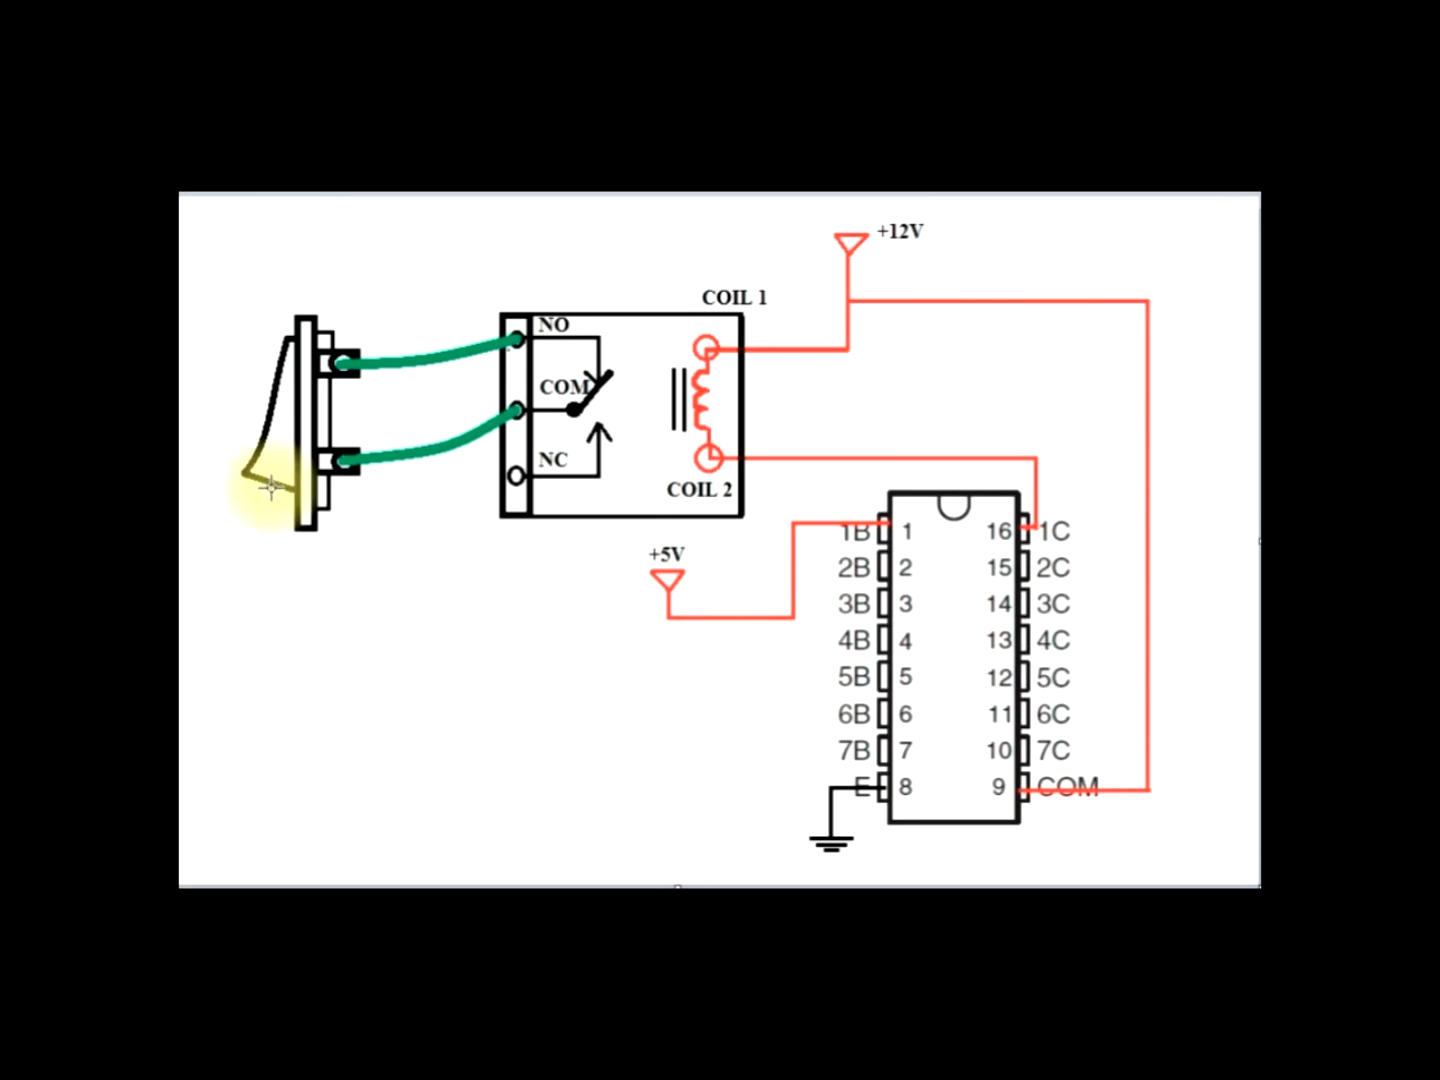 +12V
COIL 1
NO
COM
NC
COIL 2
+5V
1B 1 16 1C
2B 2 15 2C
3B 3 14 3C
4B 4 13 4C
5B 5 12 5C
6B 6 11 6C
7B 7 10 7C
E 8 9 COM